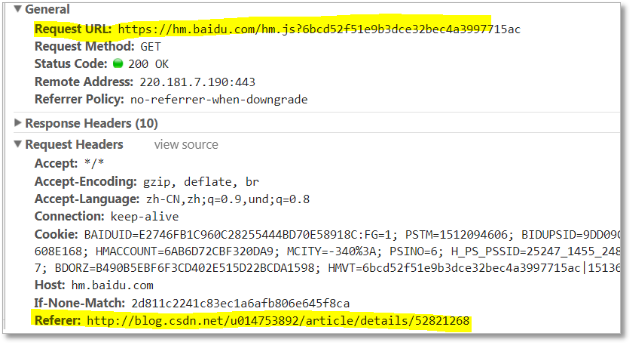 General
Request URL: https://hm.baidu.com/hm.js?6bcd52f51e9b3dce32bec4a3997715ac
Request Method: GET
Status Code: 200 OK
Remote Address: 220.181.7.190:443
Referrer Policy: no-referrer-when-downgrade
Response Headers (10)
Request Headers view source
Accept: */*
Accept-Encoding: gzip, deflate, br
Accept-Language: zh-CN,zh;q=0.9,und;q=0.8
Connection: keep-alive
Cookie: BAIDUID=E2746FB1C960C28255444BD70E58918C:FG=1; PSTM=1512094606; BIDUPSID=9DD09C
608E168; HMACCOUNT=6AB6D72CBF320DA9; MCITY=-340%3A; PSINO=6; H_PS_PSSID=25247_1455_248
7; BDORZ=B490B5EBF6F3CD402E515D22BCDA1598; HMVT=6bcd52f51e9b3dce32bec4a3997715ac|15136
Host: hm.baidu.com
If-None-Match: 2d811c2241c83ec1a6afb806e645f8ca
Referer: http://blog.csdn.net/u014753892/article/details/52821268